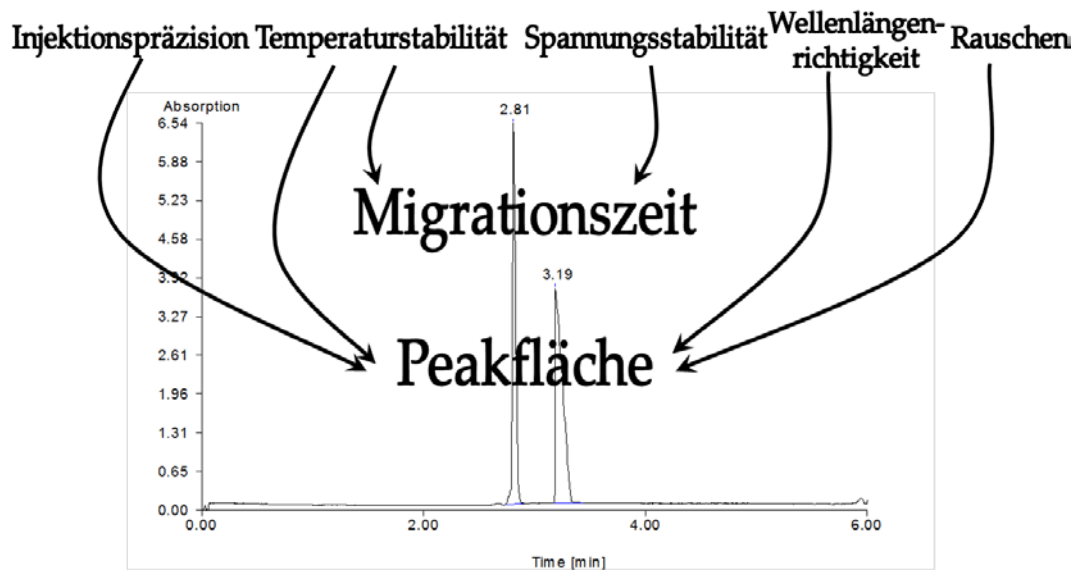 Injektionspräzision Temperaturstabilität Spannungsstabilität Wellenlängen-
richtigkeit Rauschen
Absorption
6.54
5.88
5.23
4.58
3.92
3.27
2.61
1.96
1.31
0.65
0.00
2.81
Migrationszeit
3.19
Peakfläche
0.00 2.00 4.00 6.00
Time [min]